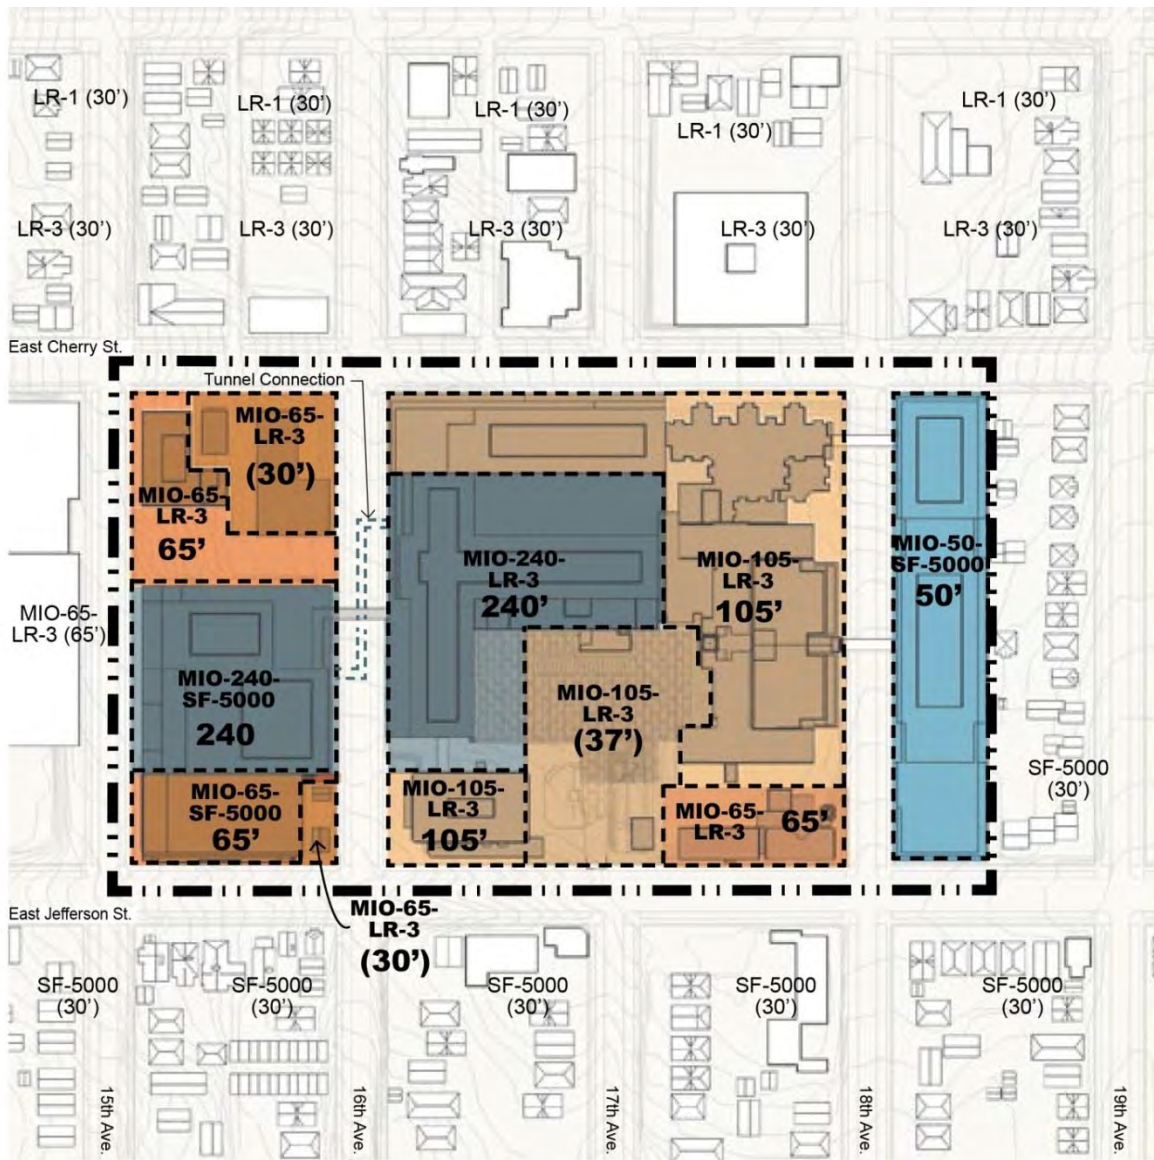 LR-1 (30’)
LR-1 (30’)
LR-1 (30’)
LR-1 (30’)
LR-1 (30’)
LR-3 (30’)
LR-3 (30’)
LR-3 (30’)
LR-3 (30’)
LR-3 (30’)
East Cherry St.
Tunnel Connection
MIO-65-
LR-3
(30’)
MIO-65-
LR-3
65’
MIO-240-
LR-3
240’
MIO-105-
LR-3
105’
MIO-50-
SF-5000
50’
MIO-65-
LR-3 (65’)
MIO-240-
SF-5000
240
MIO-105-
LR-3
(37’)
MIO-65-
SF-5000
65’
MIO-105-
LR-3
105’
MIO-65-
LR-3
65’
SF-5000
(30’)
East Jefferson St.
MIO-65-
LR-3
(30’)
SF-5000
(30’)
SF-5000
(30’)
SF-5000
(30’)
SF-5000
(30’)
SF-5000
(30’)
15th Ave.
16th Ave.
17th Ave.
18th Ave.
19th Ave.